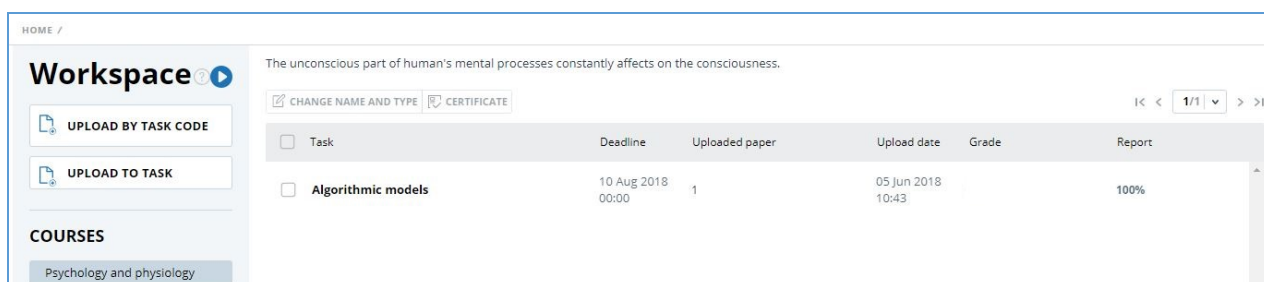 HOME /
Workspace
The unconscious part of human's mental processes constantly affects on the consciousness.
CHANGE NAME AND TYPE CERTIFICATE
1/1
UPLOAD BY TASK CODE
Task Deadline Uploaded paper Upload date Grade Report
UPLOAD TO TASK
Algorithmic models 10 Aug 2018 00:00 1 05 Jun 2018 10:43 100%
COURSES
Psychology and physiology